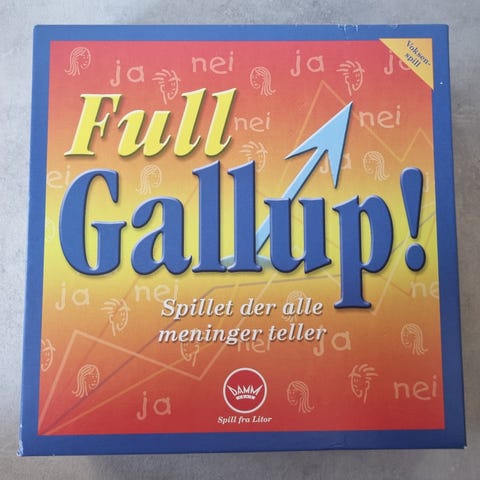 ja nei
Voksen-
spill
ja
nei
Full
ja
Gallup!
nei
Spillet der alle
meninger teller
ja nei
ja
nei
ja
DAMM
Spill fra Litor